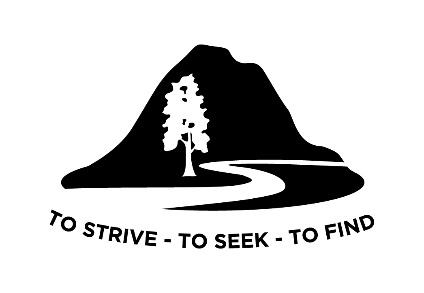 TO STRIVE - TO SEEK - TO FIND